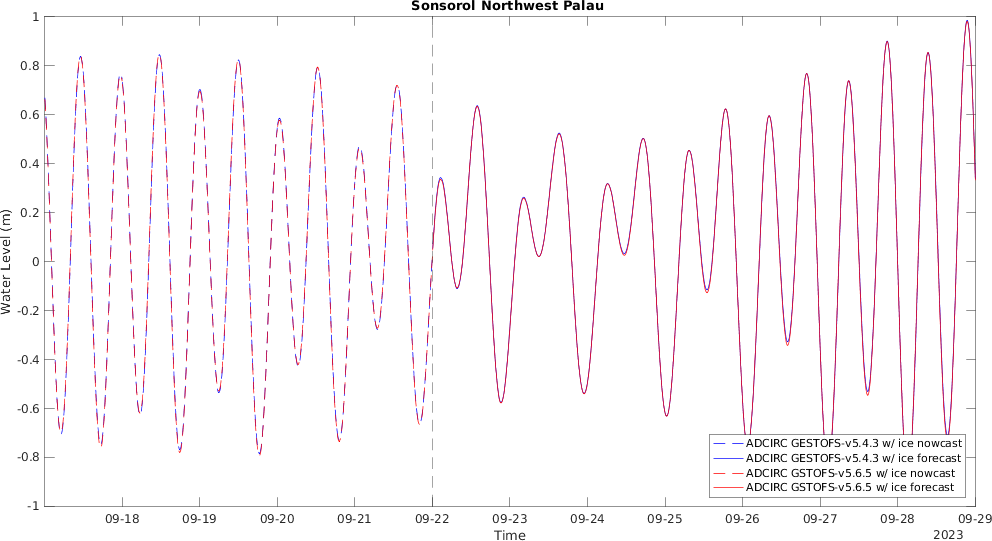 Sonsorol Northwest Palau
1
0.8
0.6
0.4
0.2
0
-0.2
-0.4
-0.6
-0.8
-1
Water Level (m)
ADCIRC GESTOFS-v5.4.3 w/ ice nowcast
ADCIRC GESTOFS-v5.4.3 w/ ice forecast
ADCIRC GSTOFS-v5.6.5 w/ ice nowcast
ADCIRC GSTOFS-v5.6.5 w/ ice forecast
09-18 09-19 09-20 09-21 09-22 09-23 09-24 09-25 09-26 09-27 09-28 09-29
Time
2023